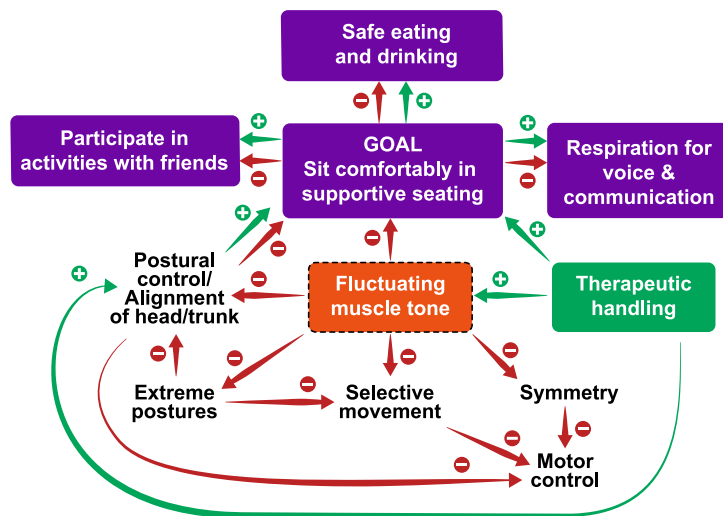 Safe eating
and drinking
Participate in
activities with friends
GOAL
Sit comfortably in
supportive seating
Respiration for
voice &
communication
Postural
control/
Alignment
of head/trunk
Fluctuating
muscle tone
Therapeutic
handling
Extreme
postures
Selective
movement
Symmetry
Motor
control